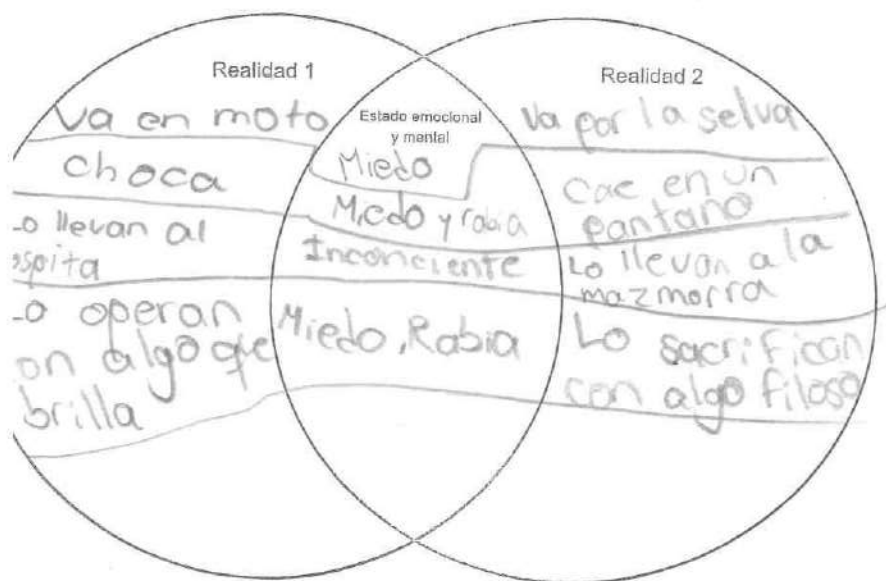 Realidad 1
Va en moto
choca
Lo llevan al
ospita
Lo operan
con algo qe
brilla
Estado emocional
y mental
Miedo
Miedo y rabia
Inconciente
Miedo, Rabia
Realidad 2
Va por la selva
Cae en un
pantano
Lo llevan a la
mazmorra
Lo sacrifican
con algo filoso